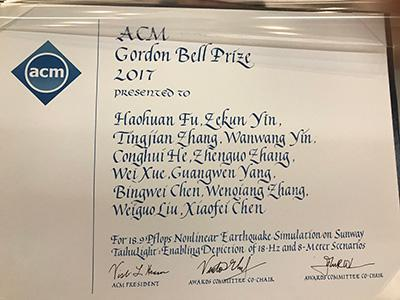 acm
ACM
Gordon Bell Prize
2017
PRESENTED TO
Haohuan Fu, Zekun Yin,
Tingjian Zhang, Wanwang Yin,
Conghui He, Zhenguo Zhang,
Wei Xue, Guangwen Yang,
Bingwei Chen, Wenqiang Zhang,
Weiguo Liu, Xiaofei Chen
For 18.9 Pflops Nonlinear Earthquake Simulation on Sunway
TaihuLight: Enabling Depiction of 18-Hz and 8-Meter Scenarios
ACM PRESIDENT
AWARDS COMMITTEE CO-CHAIR
AWARDS COMMITTEE CO-CHAIR